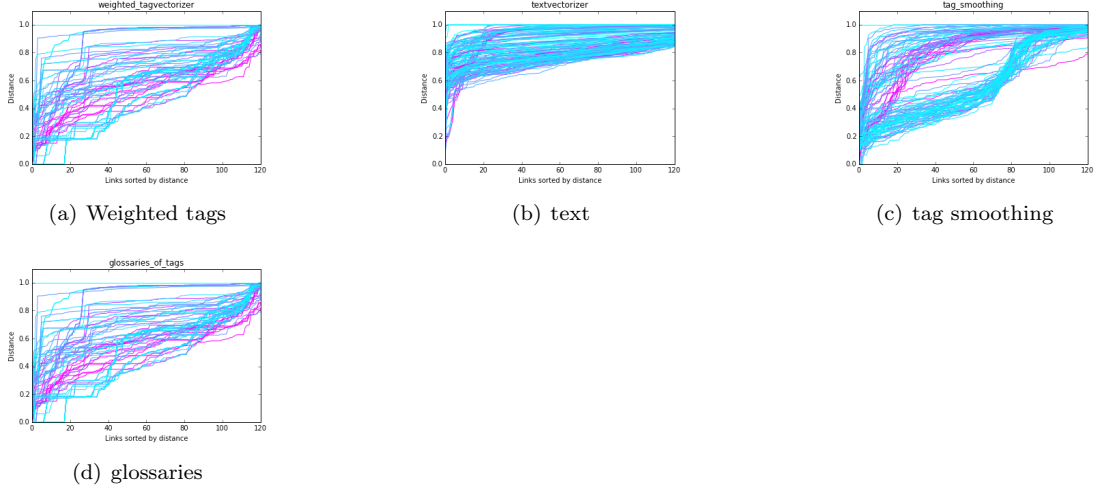 weighted_tagvectorizer
1.0
0.8
0.6
0.4
0.2
0.0
Distance
0 20 40 60 80 100 120
Links sorted by distance
(a) Weighted tags
textvectorizer
1.0
0.8
0.6
0.4
0.2
0.0
Distance
0 20 40 60 80 100 120
Links sorted by distance
(b) text
tag_smoothing
1.0
0.8
0.6
0.4
0.2
0.0
Distance
0 20 40 60 80 100 120
Links sorted by distance
(c) tag smoothing
glossaries_of_tags
1.0
0.8
0.6
0.4
0.2
0.0
Distance
0 20 40 60 80 100 120
Links sorted by distance
(d) glossaries